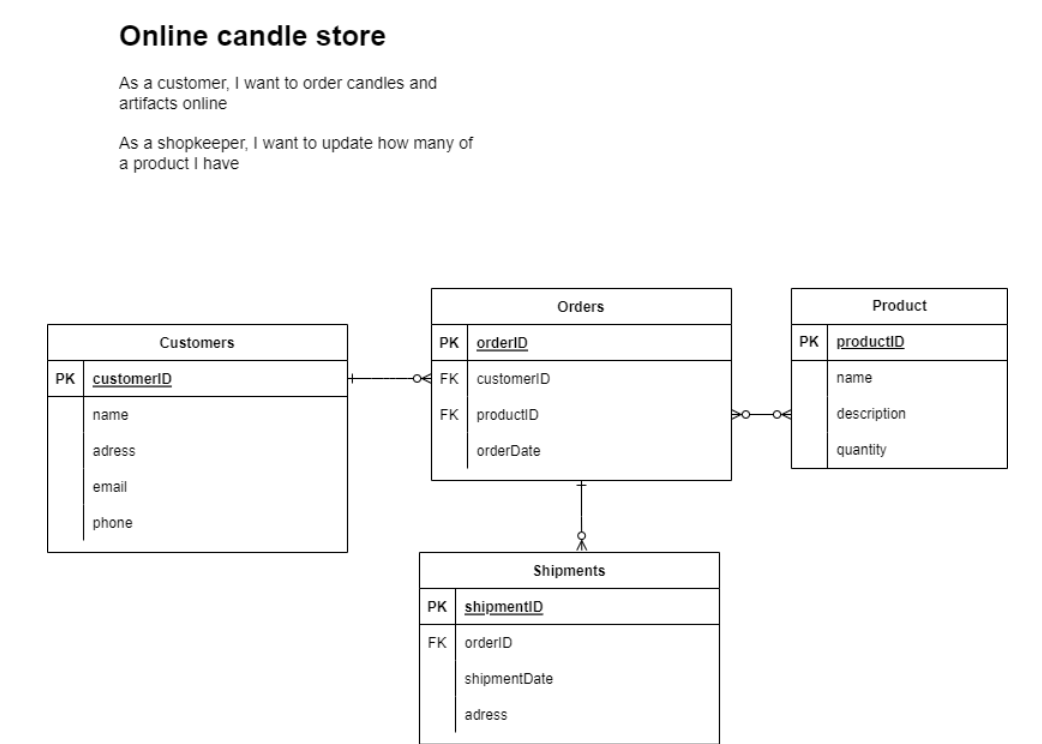 Online candle store
As a customer, I want to order candles and
artifacts online
As a shopkeeper, I want to update how many of
a product I have
Customers
PK customerID
name
adress
email
phone
Orders
PK orderID
FK customerID
FK productID
orderDate
Product
PK productID
name
description
quantity
Shipments
PK shipmentID
FK orderID
shipmentDate
adress